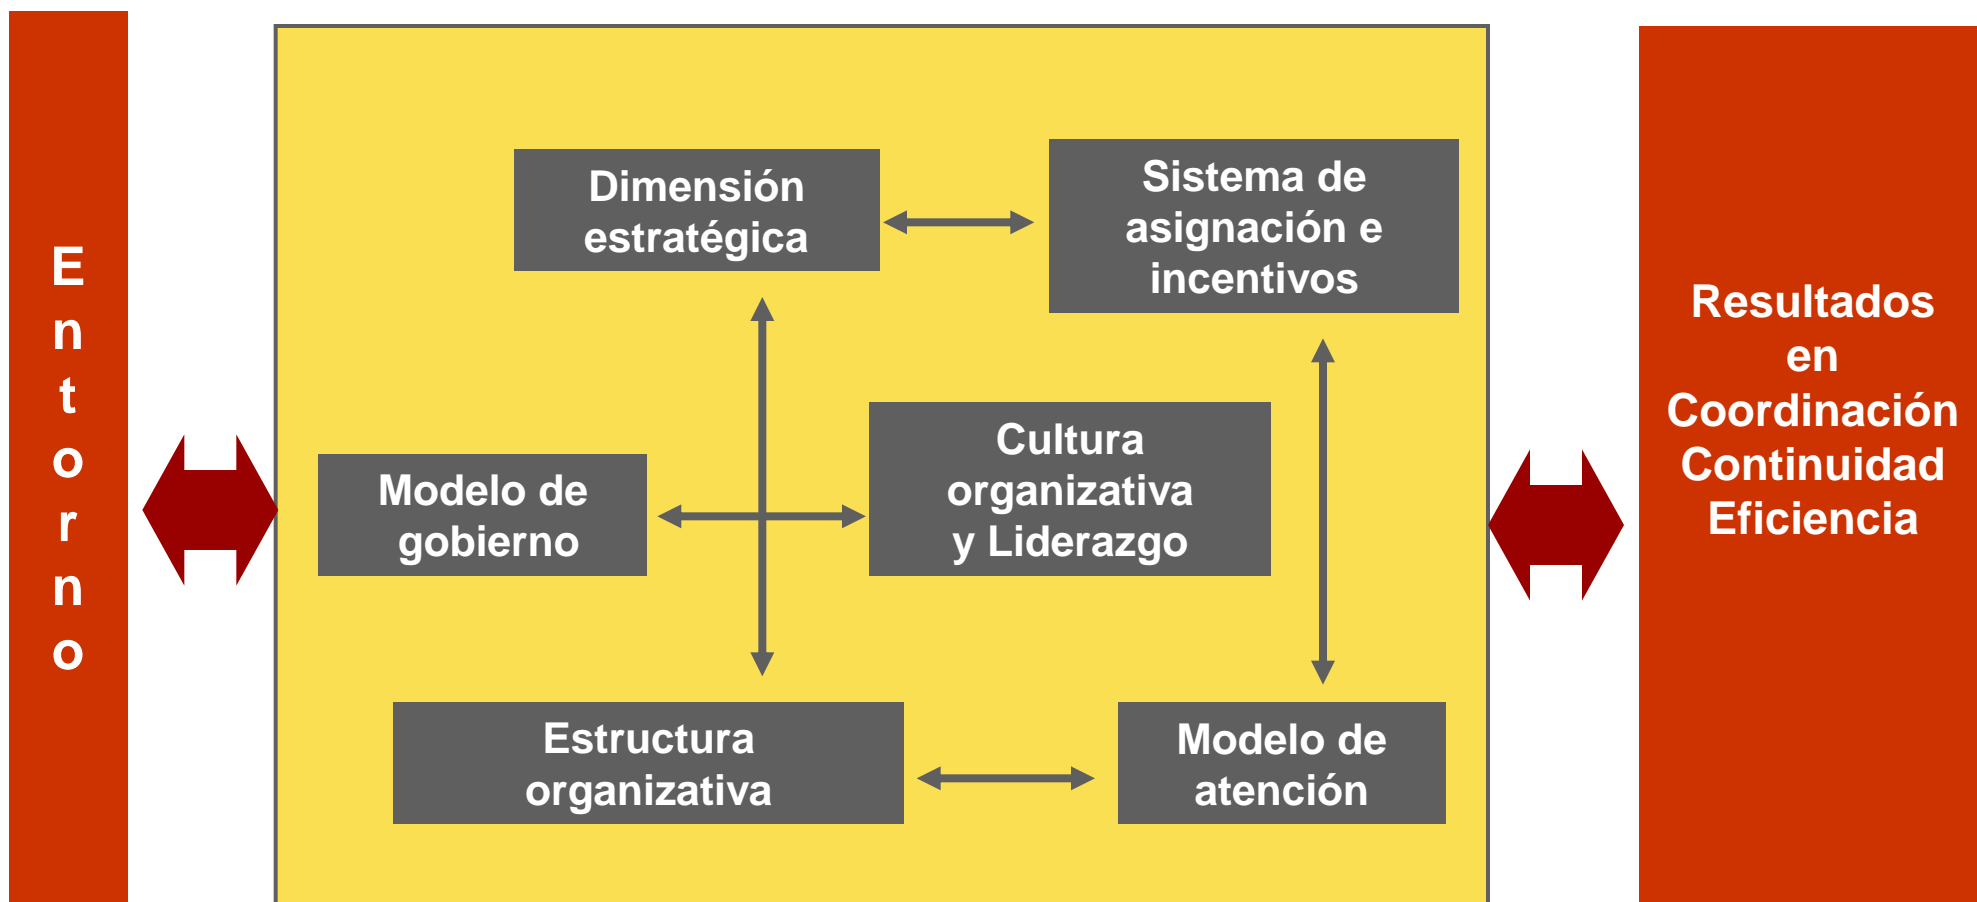 E
n
t
o
r
n
o
Dimensión
estratégica
Sistema de
asignación e
incentivos
Modelo de
gobierno
Cultura
organizativa
y Liderazgo
Estructura
organizativa
Modelo de
atención
Resultados
en
Coordinación
Continuidad
Eficiencia